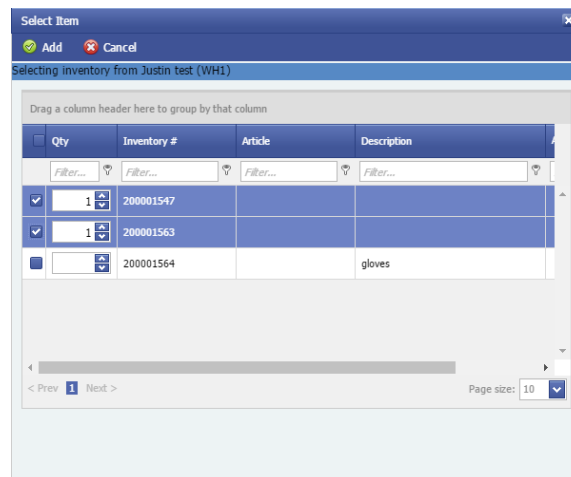 Select Item
Add Cancel
Selecting inventory from Justin test (WH1)
Drag a column header here to group by that column
Qty Inventory # Article Description
Filter... Filter... Filter... Filter...
1 200001547
1 200001563
200001564 gloves
< Prev 1 Next > Page size: 10